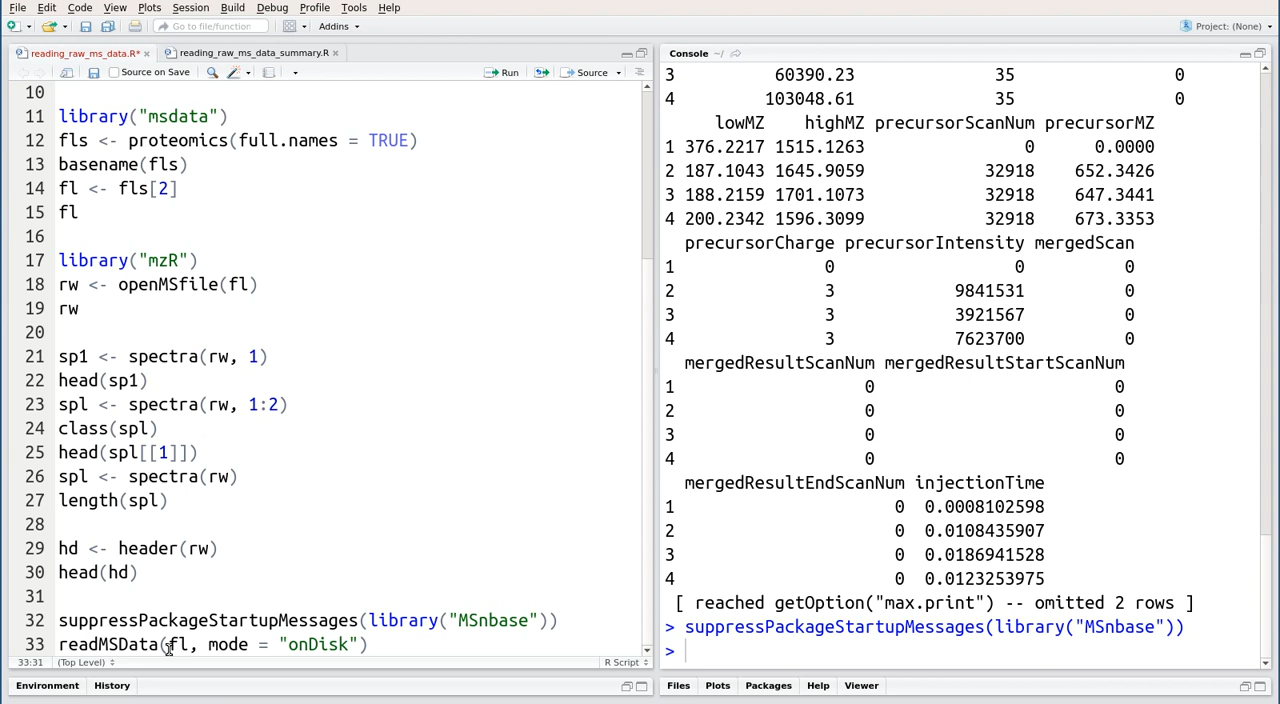 File Edit Code View Plots Session Build Debug Profile Tools Help
Go to file/function Addins Project: (None)
reading_raw_ms_data.R* reading_raw_ms_data_summary.R
Source on Save Run Source
10
11 library("msdata")
12 fls <- proteomics(full.names = TRUE)
13 basename(fls)
14 fl <- fls[2]
15 fl
16
17 library("mzR")
18 rw <- openMSfile(fl)
19 rw
20
21 sp1 <- spectra(rw, 1)
22 head(sp1)
23 spl <- spectra(rw, 1:2)
24 class(spl)
25 head(spl[[1]])
26 spl <- spectra(rw)
27 length(spl)
28
29 hd <- header(rw)
30 head(hd)
31
32 suppressPackageStartupMessages(library("MSnbase"))
33 readMSData(fl, mode = "onDisk")
33:31 (Top Level) R Script
Environment History
Console ~/
3 60390.23 35 0
4 103048.61 35 0
lowMZ highMZ precursorScanNum precursorMZ
1 376.2217 1515.1263 0 0.0000
2 187.1043 1645.9059 32918 652.3426
3 188.2159 1701.1073 32918 647.3441
4 200.2342 1596.3099 32918 673.3353
precursorCharge precursorIntensity mergedScan
1 0 0 0
2 3 9841531 0
3 3 3921567 0
4 3 7623700 0
mergedResultScanNum mergedResultStartScanNum
1 0 0
2 0 0
3 0 0
4 0 0
mergedResultEndScanNum injectionTime
1 0 0.0008102598
2 0 0.0108435907
3 0 0.0186941528
4 0 0.0123253975
[ reached getOption("max.print") -- omitted 2 rows ]
> suppressPackageStartupMessages(library("MSnbase"))
>
Files Plots Packages Help Viewer